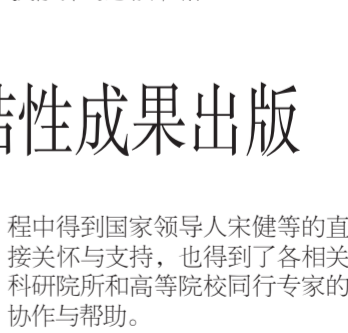 性成果出版
程中得到国家领导人宋健等的直
接关怀与支持，也得到了各相关
科研院所和高等院校同行专家的
协作与帮助。